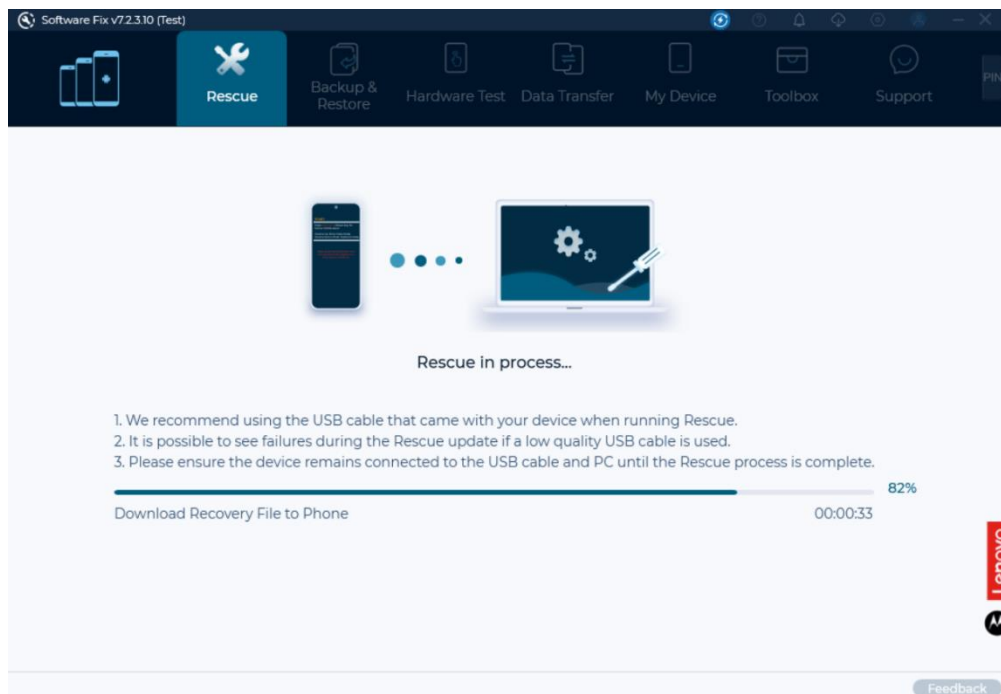 Software Fix v7.2.3.10 (Test)
Rescue
Backup &
Restore
Hardware Test
Data Transfer
My Device
Toolbox
Support
PIN
Rescue in process...
1. We recommend using the USB cable that came with your device when running Rescue.
2. It is possible to see failures during the Rescue update if a low quality USB cable is used.
3. Please ensure the device remains connected to the USB cable and PC until the Rescue process is complete.
82%
Download Recovery File to Phone
00:00:33
Lenovo
Feedback